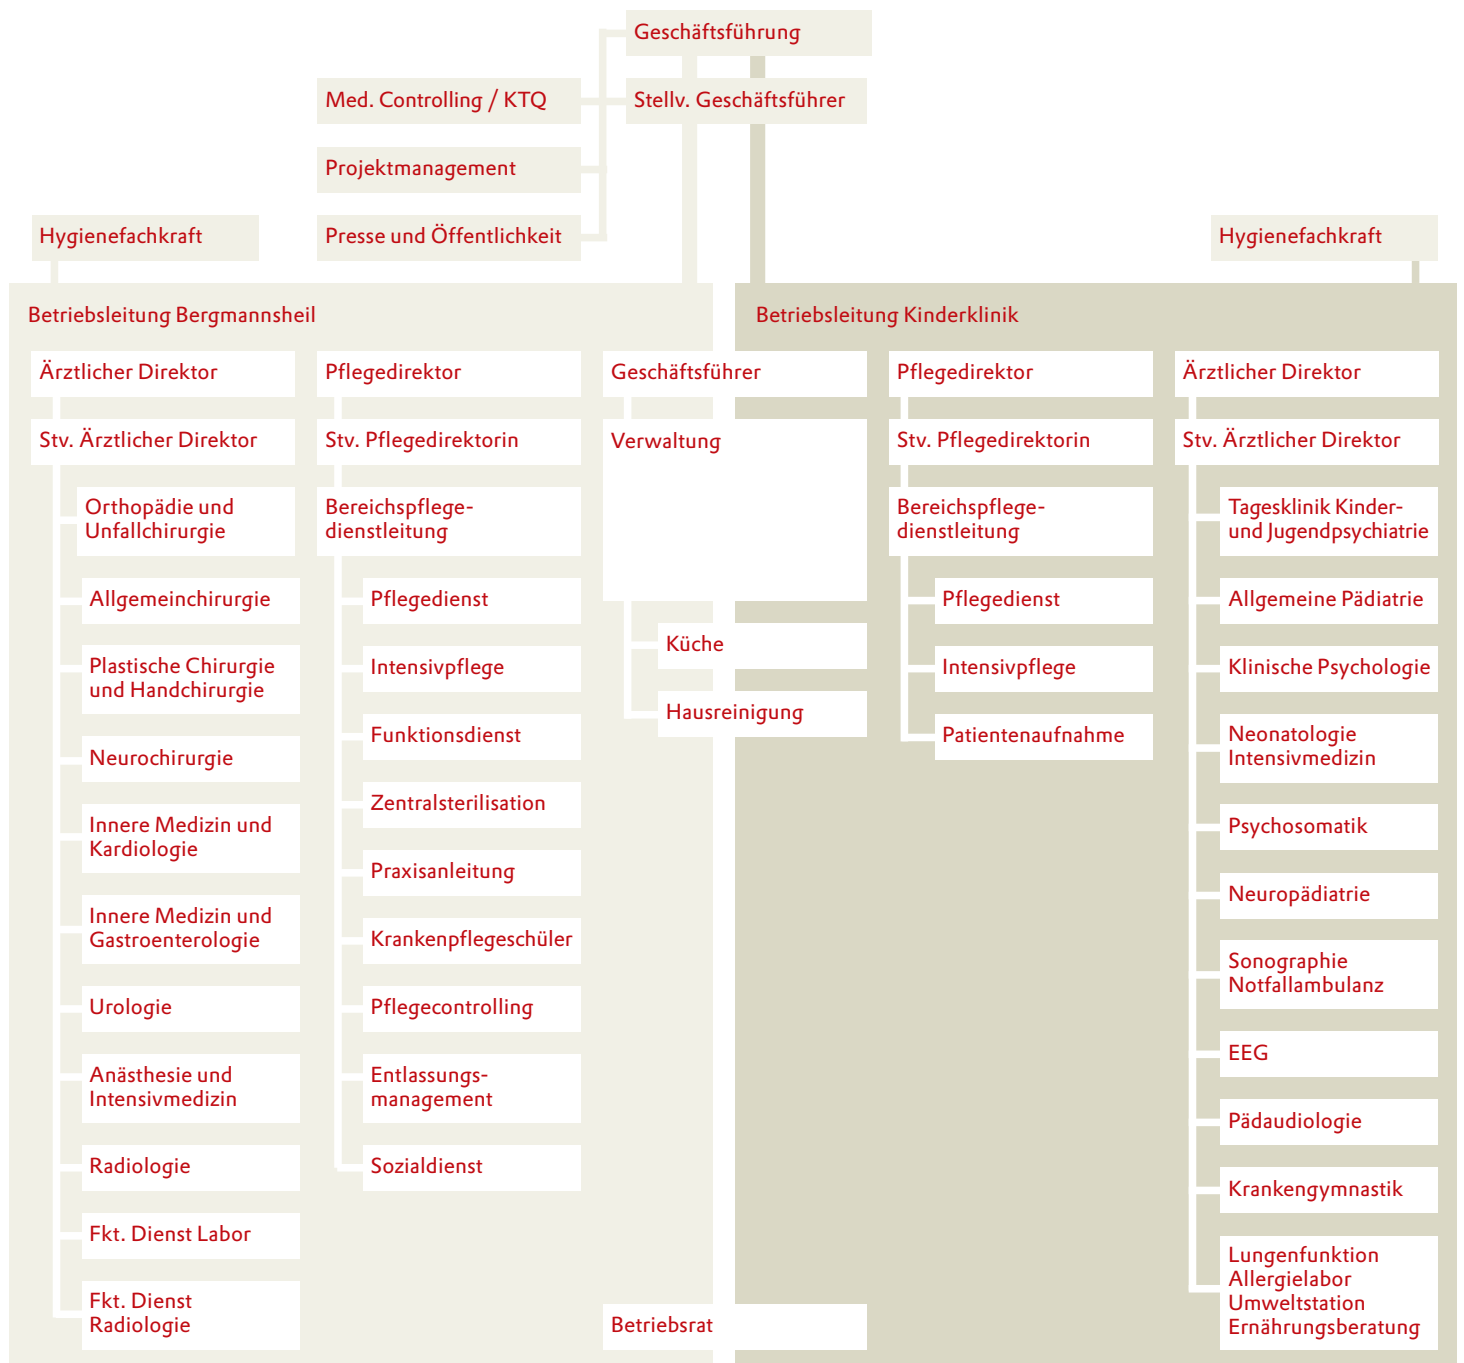 Geschäftsführung
Med. Controlling / KTQ
Stellv. Geschäftsführer
Projektmanagement
Presse und Öffentlichkeit
Hygienefachkraft
Hygienefachkraft
Betriebsleitung Bergmannsheil
Ärztlicher Direktor
Stv. Ärztlicher Direktor
Orthopädie und
Unfallchirurgie
Allgemeinchirurgie
Plastische Chirurgie
und Handchirurgie
Neurochirurgie
Innere Medizin und
Kardiologie
Innere Medizin und
Gastroenterologie
Urologie
Anästhesie und
Intensivmedizin
Radiologie
Fkt. Dienst Labor
Fkt. Dienst
Radiologie
Pflegedirektor
Stv. Pflegedirektorin
Bereichspflege-
dienstleitung
Pflegedienst
Intensivpflege
Funktionsdienst
Zentralsterilisation
Praxisanleitung
Krankenpflegeschüler
Pflegecontrolling
Entlassungs-
management
Sozialdienst
Geschäftsführer
Verwaltung
Küche
Hausreinigung
Betriebsrat
Betriebsleitung Kinderklinik
Pflegedirektor
Stv. Pflegedirektorin
Bereichspflege-
dienstleitung
Pflegedienst
Intensivpflege
Patientenaufnahme
Ärztlicher Direktor
Stv. Ärztlicher Direktor
Tagesklinik Kinder-
und Jugendpsychiatrie
Allgemeine Pädiatrie
Klinische Psychologie
Neonatologie
Intensivmedizin
Psychosomatik
Neuropädiatrie
Sonographie
Notfallambulanz
EEG
Pädaudiologie
Krankengymnastik
Lungenfunktion
Allergielabor
Umweltstation
Ernährungsberatung